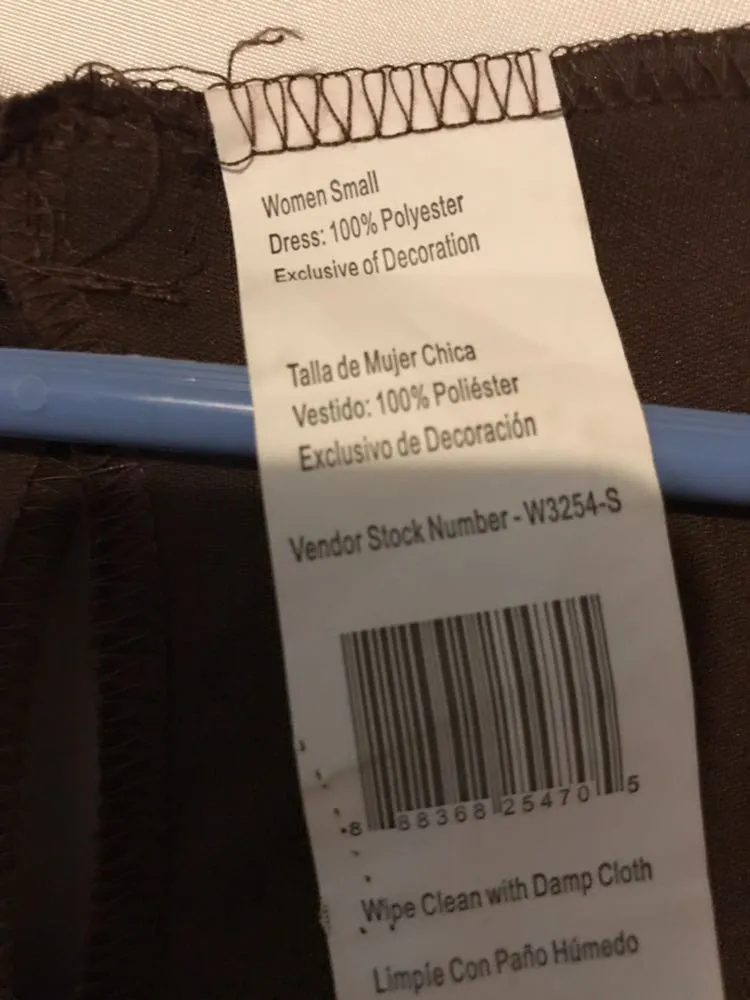 Women Small
Dress: 100% Polyester
Exclusive of Decoration
Talla de Mujer Chica
Vestido: 100% Poliéster
Exclusivo de Decoración
Vendor Stock Number - W3254-S
8 88368 25470 5
Wipe Clean with Damp Cloth
Limpie Con Paño Húmedo